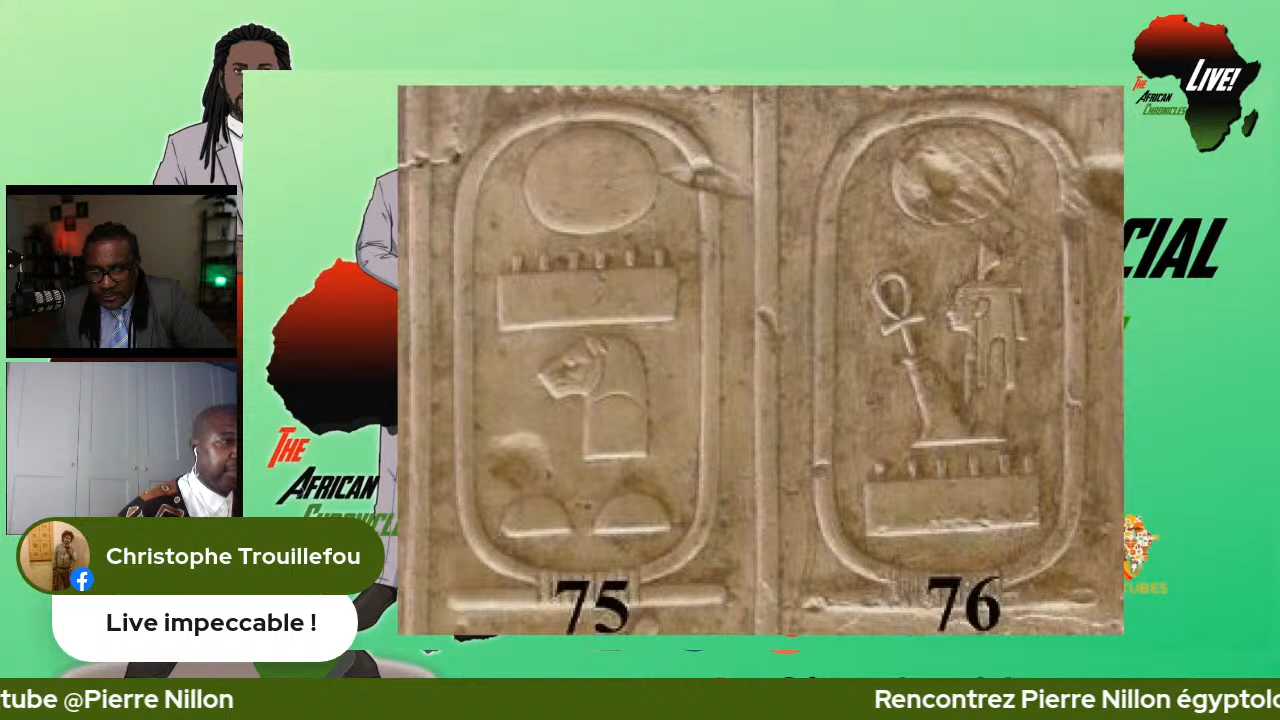 LIVE!
THE
AFRICAN
CHRONICLES
CIAL
THE
AFRICAN
75
76
TUBES
Christophe Trouillefou
Live impeccable !
tube @Pierre Nillon
Rencontrez Pierre Nillon égyptolo